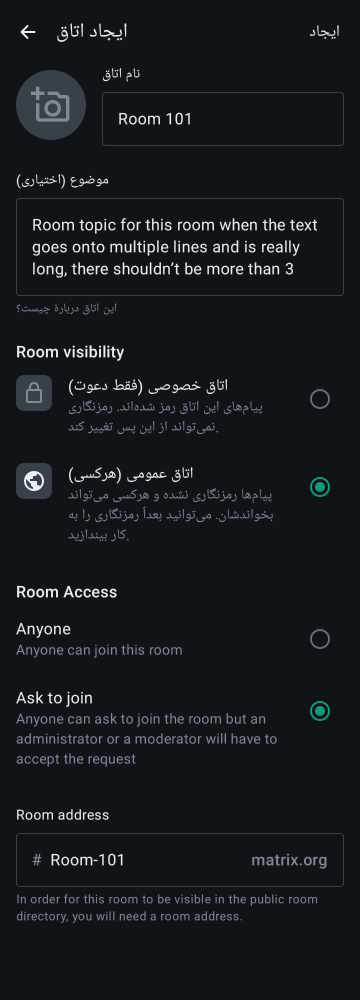 ایجاد اتاق
ایجاد
نام اتاق
Room 101
موضوع (اختیاری)
Room topic for this room when the text
goes onto multiple lines and is really
long, there shouldn’t be more than 3
این اتاق دربارهٔ چیست؟
Room visibility
اتاق خصوصی (فقط دعوت)
پیام‌های این اتاق رمز شده‌اند. رمزنگاری
نمی‌تواند از این پس تغییر کند.
اتاق عمومی (هرکسی)
پیام‌ها رمزنگاری نشده و هرکسی می‌تواند
بخواندشان. می‌توانید بعداً رمزنگاری را به
کار بیندازید.
Room Access
Anyone
Anyone can join this room
Ask to join
Anyone can ask to join the room but an
administrator or a moderator will have to
accept the request
Room address
# Room-101 matrix.org
In order for this room to be visible in the public room
directory, you will need a room address.